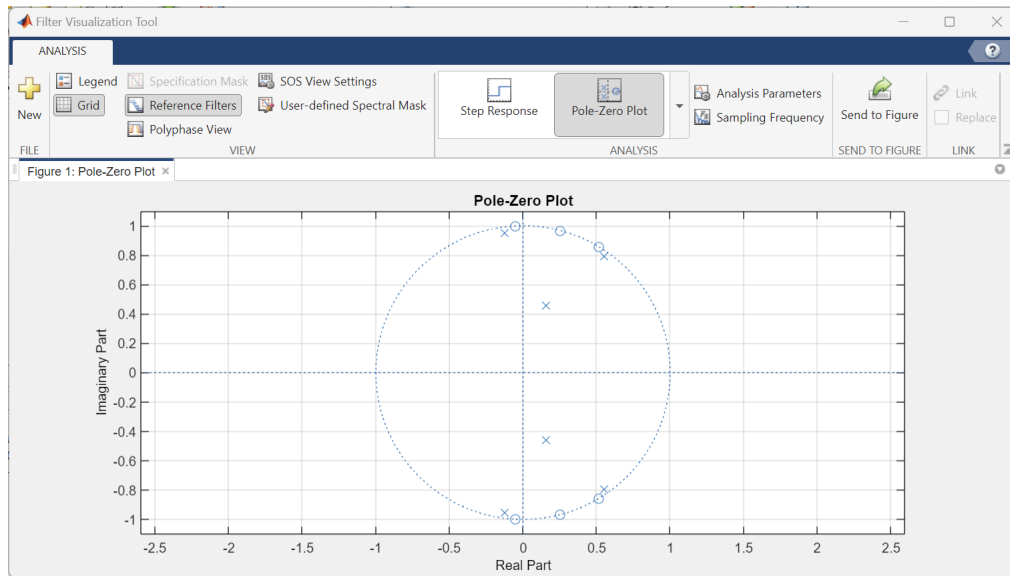 Filter Visualization Tool
ANALYSIS
?
New
Legend
Specification Mask
SOS
SOS View Settings
Grid
Reference Filters
User-defined Spectral Mask
Polyphase View
Step Response
Pole-Zero Plot
Analysis Parameters
Sampling Frequency
Send to Figure
Link
Replace
FILE
VIEW
ANALYSIS
SEND TO FIGURE
LINK
Figure 1: Pole-Zero Plot ×
Pole-Zero Plot
1
0.8
0.6
0.4
0.2
0
-0.2
-0.4
-0.6
-0.8
-1
Imaginary Part
-2.5 -2 -1.5 -1 -0.5 0 0.5 1 1.5 2 2.5
Real Part